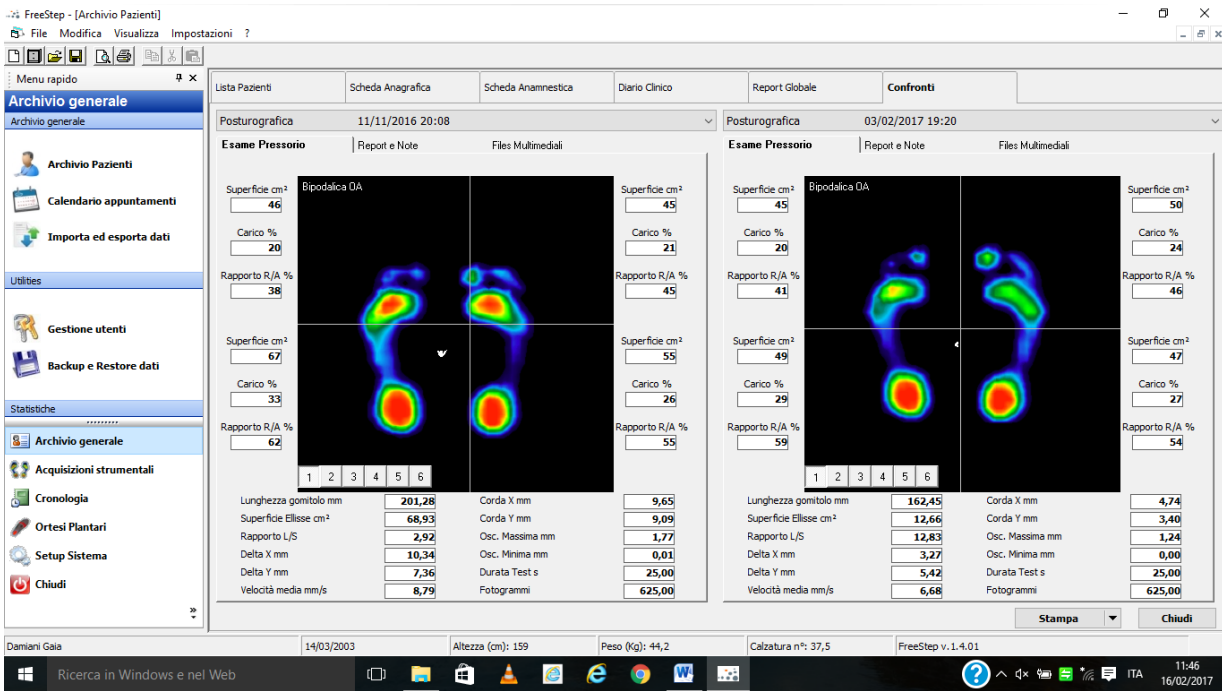 FreeStep - [Archivio Pazienti]
File Modifica Visualizza Impostazioni ?
Menu rapido
Archivio generale
Archivio generale
Archivio Pazienti
Calendario appuntamenti
Importa ed esporta dati
Utilities
Gestione utenti
Backup e Restore dati
Statistiche
Archivio generale
Acquisizioni strumentali
Cronologia
Ortesi Plantari
Setup Sistema
Chiudi
Lista Pazienti Scheda Anagrafica Scheda Anamnestica Diario Clinico Report Globale Confronti
Posturografica 11/11/2016 20:08
Esame Pressorio Report e Note Files Multimediali
Bipodalica OA
Superficie cm² 46
Carico % 20
Rapporto R/A % 38
Superficie cm² 67
Carico % 33
Rapporto R/A % 62
Superficie cm² 45
Carico % 21
Rapporto R/A % 45
Superficie cm² 55
Carico % 26
Rapporto R/A % 55
1 2 3 4 5 6
Lunghezza gomitolo mm 201,28 Corda X mm 9,65
Superficie Ellisse cm² 68,93 Corda Y mm 9,09
Rapporto L/S 2,92 Osc. Massima mm 1,77
Delta X mm 10,34 Osc. Minima mm 0,01
Delta Y mm 7,36 Durata Test s 25,00
Velocità media mm/s 8,79 Fotogrammi 625,00
Posturografica 03/02/2017 19:20
Esame Pressorio Report e Note Files Multimediali
Bipodalica OA
Superficie cm² 45
Carico % 20
Rapporto R/A % 41
Superficie cm² 49
Carico % 29
Rapporto R/A % 59
Superficie cm² 50
Carico % 24
Rapporto R/A % 46
Superficie cm² 47
Carico % 27
Rapporto R/A % 54
1 2 3 4 5 6
Lunghezza gomitolo mm 162,45 Corda X mm 4,74
Superficie Ellisse cm² 12,66 Corda Y mm 3,40
Rapporto L/S 12,83 Osc. Massima mm 1,24
Delta X mm 3,27 Osc. Minima mm 0,00
Delta Y mm 5,42 Durata Test s 25,00
Velocità media mm/s 6,68 Fotogrammi 625,00
Stampa Chiudi
Damiani Gaia 14/03/2003 Altezza (cm): 159 Peso (Kg): 44,2 Calzatura n°: 37,5 FreeStep v.1.4.01
Ricerca in Windows e nel Web
ITA 11:46
16/02/2017